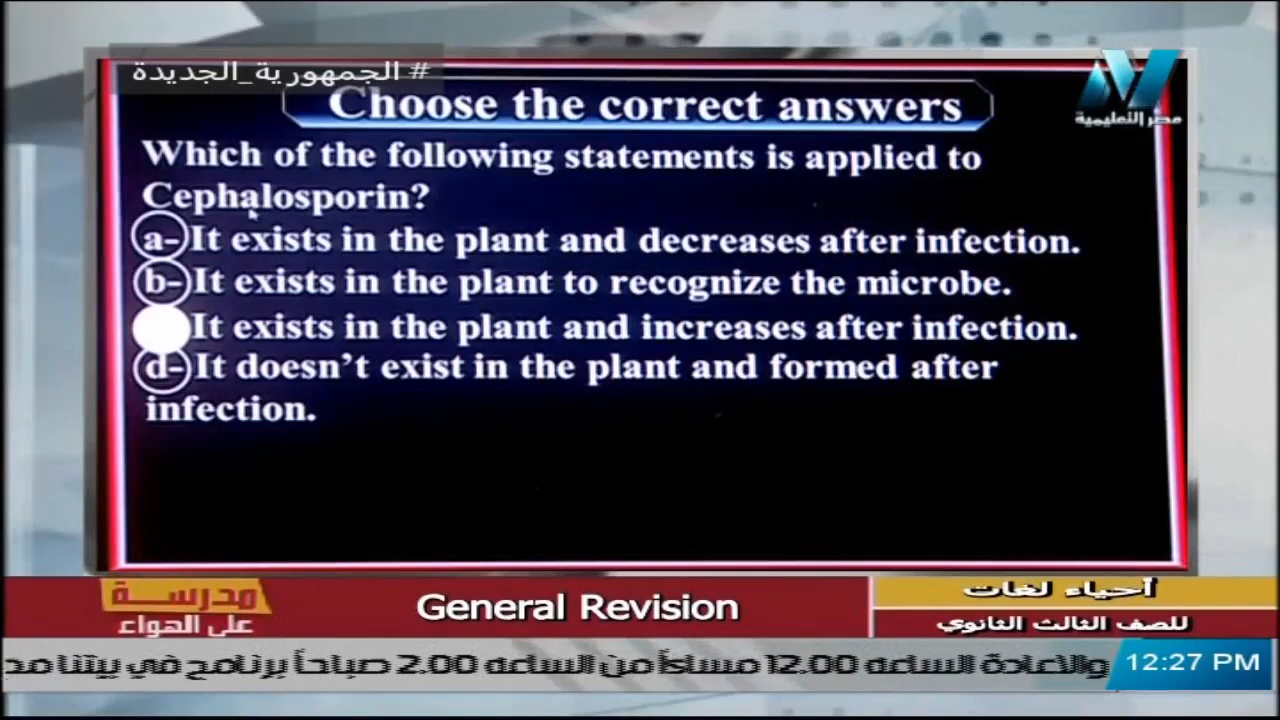 # الجمهورية_الجديدة
مصر التعليمية
Choose the correct answers
Which of the following statements is applied to
Cephalosporin?
a- It exists in the plant and decreases after infection.
b- It exists in the plant to recognize the microbe.
It exists in the plant and increases after infection.
d- It doesn't exist in the plant and formed after
infection.
مدرسة
على الهواء
General Revision
أحياء لغات
للصف الثالث الثانوي
والاعادة الساعه 12.00 مساءاً من الساعه 2.00 صباحاً برنامج في بيتنا مد
12:27 PM